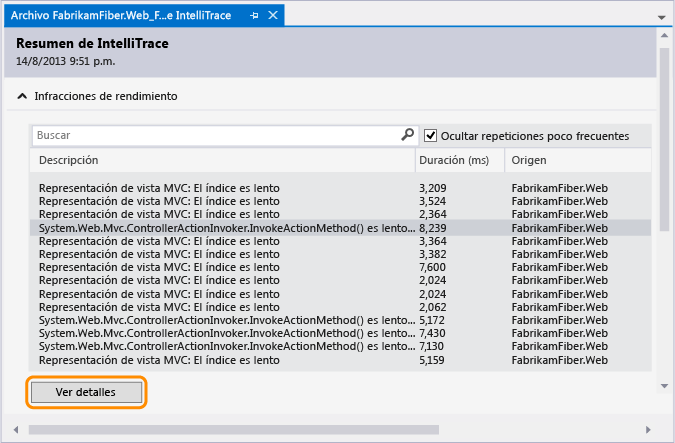 Archivo FabrikamFiber.Web_F...e IntelliTrace
Resumen de IntelliTrace
14/8/2013 9:51 p.m.
Infracciones de rendimiento
Buscar Ocultar repeticiones poco frecuentes
Descripción Duración (ms) Origen
Representación de vista MVC: El índice es lento 3,209 FabrikamFiber.Web
Representación de vista MVC: El índice es lento 3,524 FabrikamFiber.Web
Representación de vista MVC: El índice es lento 2,364 FabrikamFiber.Web
System.Web.Mvc.ControllerActionInvoker.InvokeActionMethod() es lento... 8,239 FabrikamFiber.Web
Representación de vista MVC: El índice es lento 3,364 FabrikamFiber.Web
Representación de vista MVC: El índice es lento 3,382 FabrikamFiber.Web
Representación de vista MVC: El índice es lento 7,600 FabrikamFiber.Web
Representación de vista MVC: El índice es lento 2,024 FabrikamFiber.Web
Representación de vista MVC: El índice es lento 2,024 FabrikamFiber.Web
Representación de vista MVC: El índice es lento 2,062 FabrikamFiber.Web
System.Web.Mvc.ControllerActionInvoker.InvokeActionMethod() es lento... 5,172 FabrikamFiber.Web
System.Web.Mvc.ControllerActionInvoker.InvokeActionMethod() es lento... 7,430 FabrikamFiber.Web
System.Web.Mvc.ControllerActionInvoker.InvokeActionMethod() es lento... 7,130 FabrikamFiber.Web
Representación de vista MVC: El índice es lento 5,159 FabrikamFiber.Web
Ver detalles